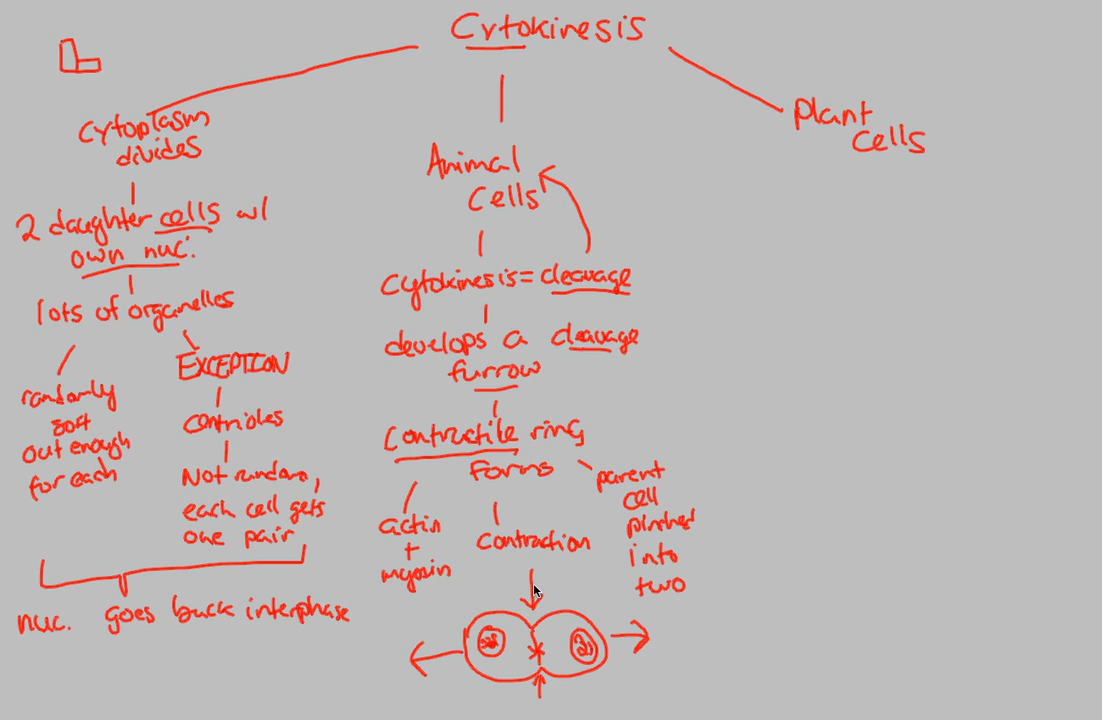 Cytokinesis
Cytoplasm
divides
2 daughter cells w/
own nuc.
lots of organelles
randomly
sort
out enough
for each
EXCEPTION
centrioles
Not random,
each cell gets
one pair
nuc. goes back interphase
Animal
Cells
Cytokinesis = cleavage
develops a cleavage
furrow
Contractile ring
forms
actin
+
myosin
contraction
parent
cell
pinched
into
two
Plant
Cells